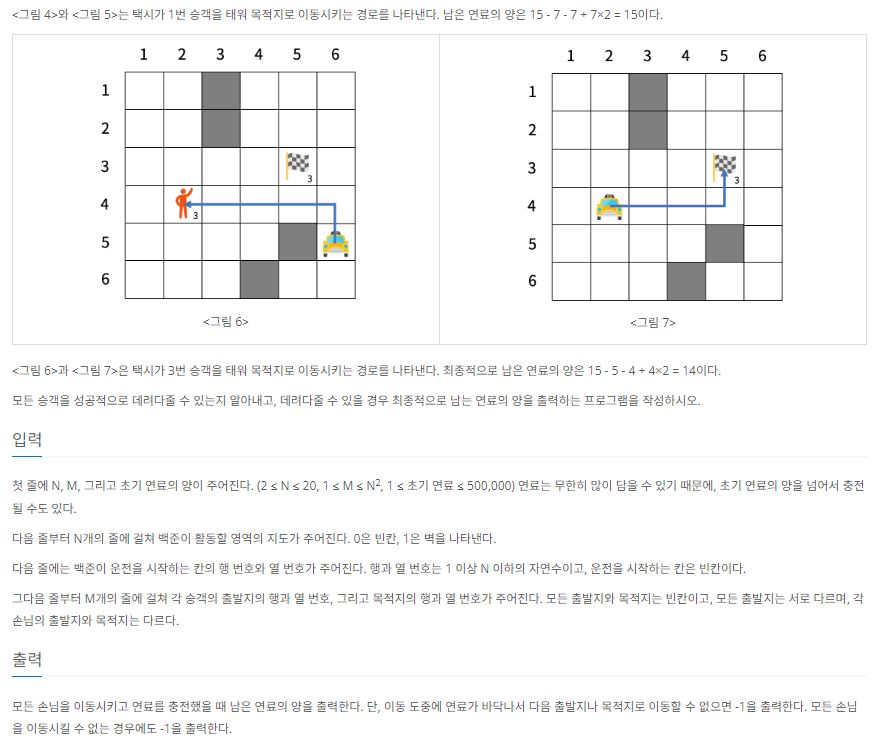 <그림 4>와 <그림 5>는 택시가 1번 승객을 태워 목적지로 이동시키는 경로를 나타낸다. 남은 연료의 양은 15 - 7 - 7 + 7×2 = 15이다.
1 2 3 4 5 6
1
2
3
3
4
3
5
6
<그림 6>
1 2 3 4 5 6
1
2
3
3
4
5
6
<그림 7>
<그림 6>과 <그림 7>은 택시가 3번 승객을 태워 목적지로 이동시키는 경로를 나타낸다. 최종적으로 남은 연료의 양은 15 - 5 - 4 + 4×2 = 14이다.
모든 승객을 성공적으로 데려다줄 수 있는지 알아내고, 데려다줄 수 있을 경우 최종적으로 남는 연료의 양을 출력하는 프로그램을 작성하시오.
입력
첫 줄에 N, M, 그리고 초기 연료의 양이 주어진다. (2 ≤ N ≤ 20, 1 ≤ M ≤ N², 1 ≤ 초기 연료 ≤ 500,000) 연료는 무한히 많이 담을 수 있기 때문에, 초기 연료의 양을 넘어서 충전
될 수도 있다.
다음 줄부터 N개의 줄에 걸쳐 백준이 활동할 영역의 지도가 주어진다. 0은 빈칸, 1은 벽을 나타낸다.
다음 줄에는 백준이 운전을 시작하는 칸의 행 번호와 열 번호가 주어진다. 행과 열 번호는 1 이상 N 이하의 자연수이고, 운전을 시작하는 칸은 빈칸이다.
그다음 줄부터 M개의 줄에 걸쳐 각 승객의 출발지의 행과 열 번호, 그리고 목적지의 행과 열 번호가 주어진다. 모든 출발지와 목적지는 빈칸이고, 모든 출발지는 서로 다르며, 각
손님의 출발지와 목적지는 다르다.
출력
모든 손님을 이동시키고 연료를 충전했을 때 남은 연료의 양을 출력한다. 단, 이동 도중에 연료가 바닥나서 다음 출발지나 목적지로 이동할 수 없으면 -1을 출력한다. 모든 손님
을 이동시킬 수 없는 경우에도 -1을 출력한다.